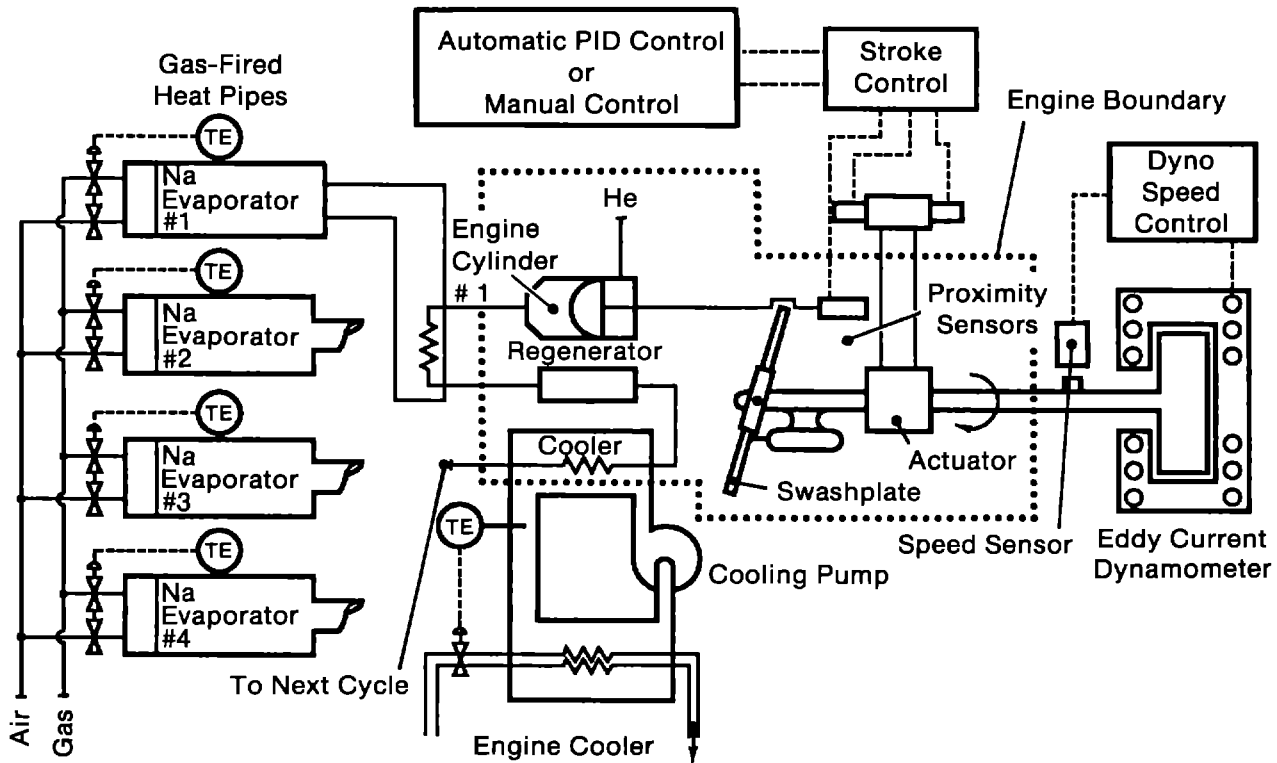 Automatic PID Control
or
Manual Control
Stroke
Control
Gas-Fired
Heat Pipes
Engine Boundary
TE
Na
Evaporator
#1
He
Dyno
Speed
Control
Engine
Cylinder
# 1
TE
Na
Evaporator
#2
Proximity
Sensors
Regenerator
TE
Na
Evaporator
#3
Cooler
Actuator
Swashplate
TE
Speed Sensor
Eddy Current
Dynamometer
TE
Na
Evaporator
#4
Cooling Pump
To Next Cycle
Air
Gas
Engine Cooler